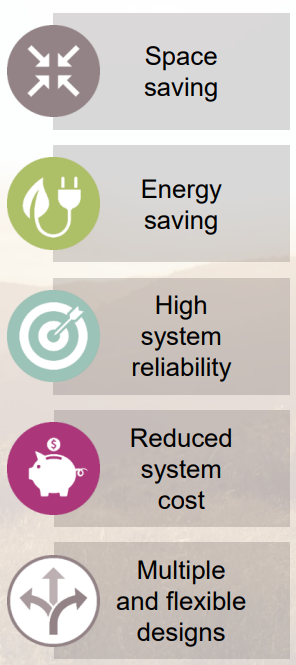 Space
saving
Energy
saving
High
system
reliability
$
Reduced
system
cost
Multiple
and flexible
designs